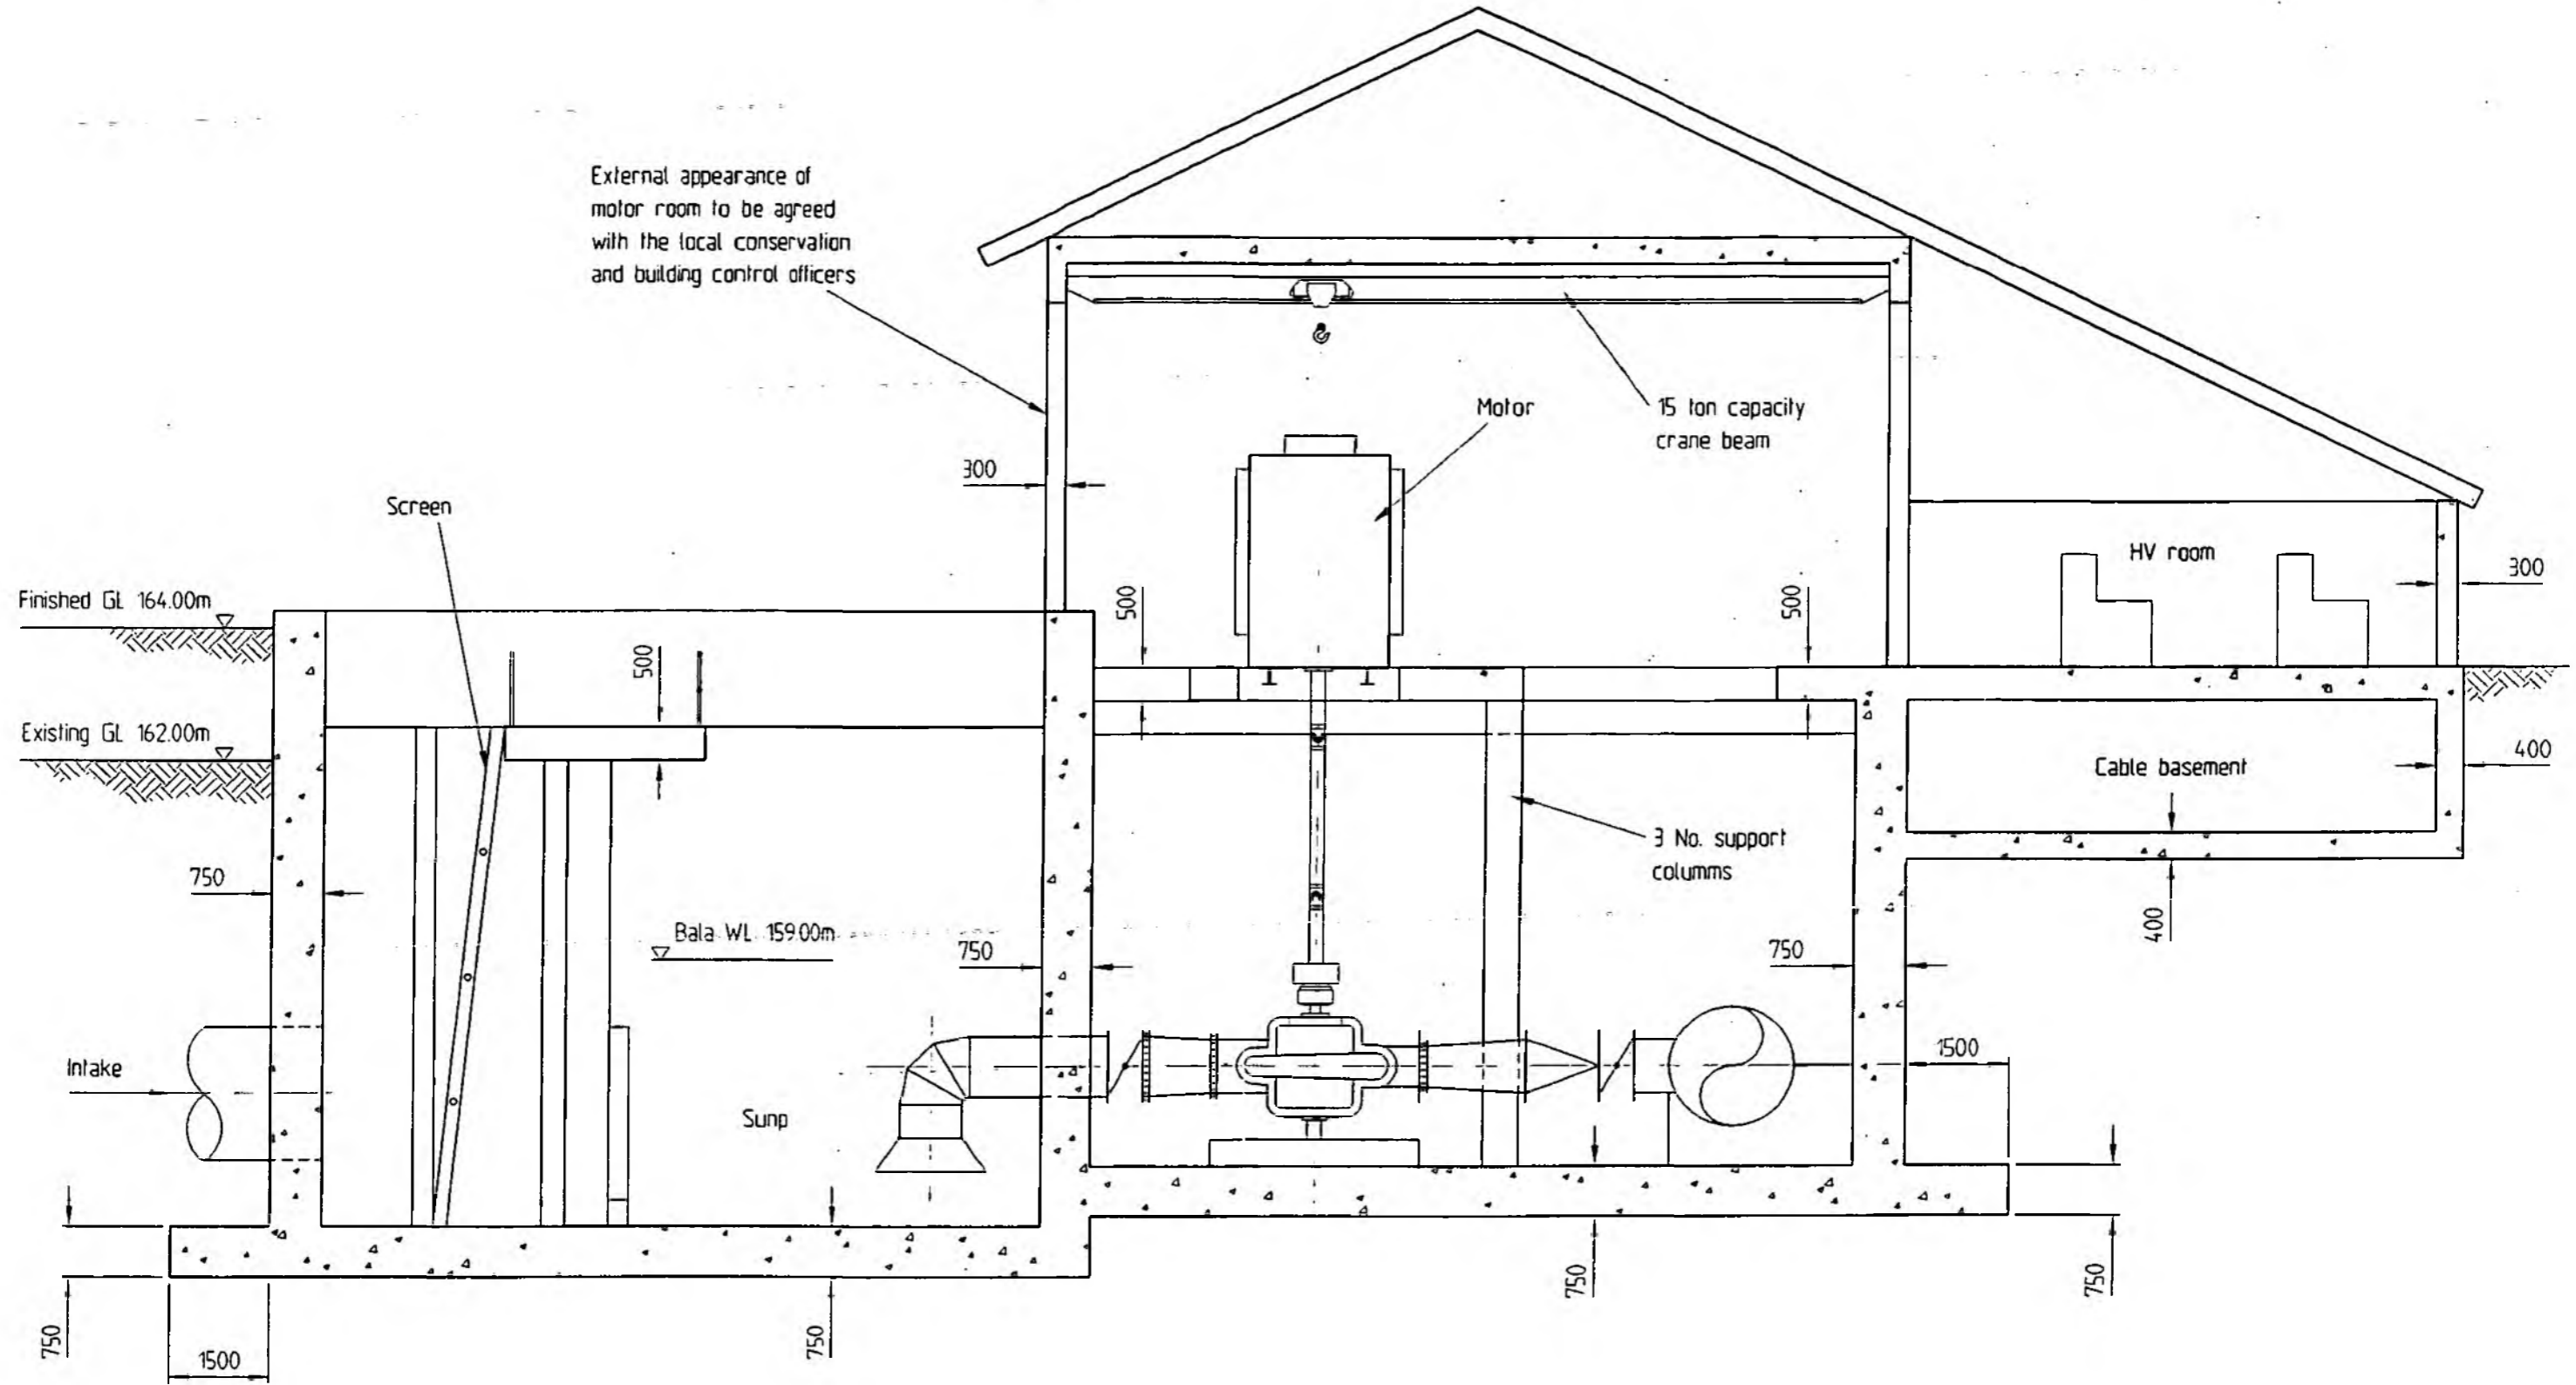 External appearance of
motor room to be agreed
with the local conservation
and building control officers
Motor
15 ton capacity
crane beam
300
Screen
HV room
300
Finished GL 164.00m
500
500
500
Existing GL 162.00m
400
Cable basement
3 No. support
columms
750
Bala WL 159.00m
750
750
400
1500
Intake
Sunp
750
750
750
750
1500